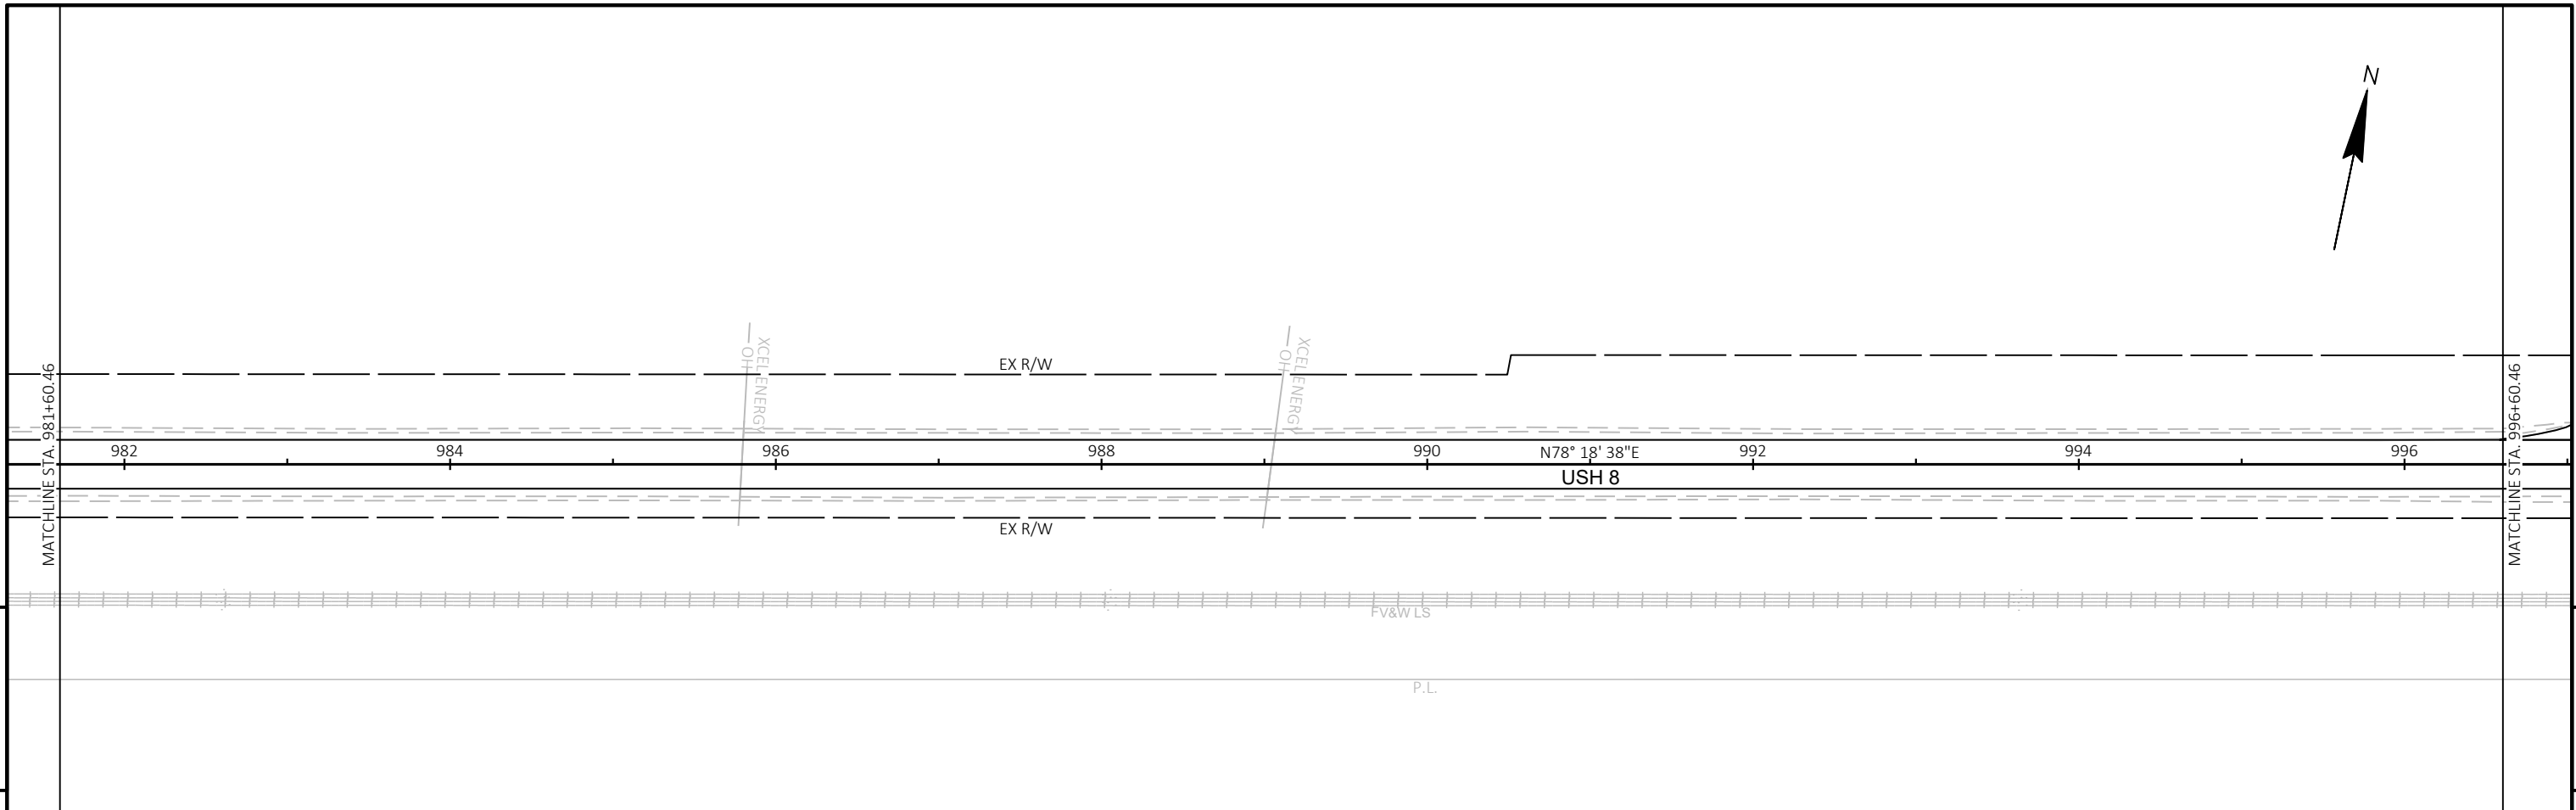 N
XCEL ENERGY
OH
XCEL ENERGY
OH
EX R/W
MATCHLINE STA. 981+60.46
MATCHLINE STA. 996+60.46
982
984
986
988
990
N78° 18' 38"E
992
994
996
USH 8
EX R/W
FV&W LS
P.L.